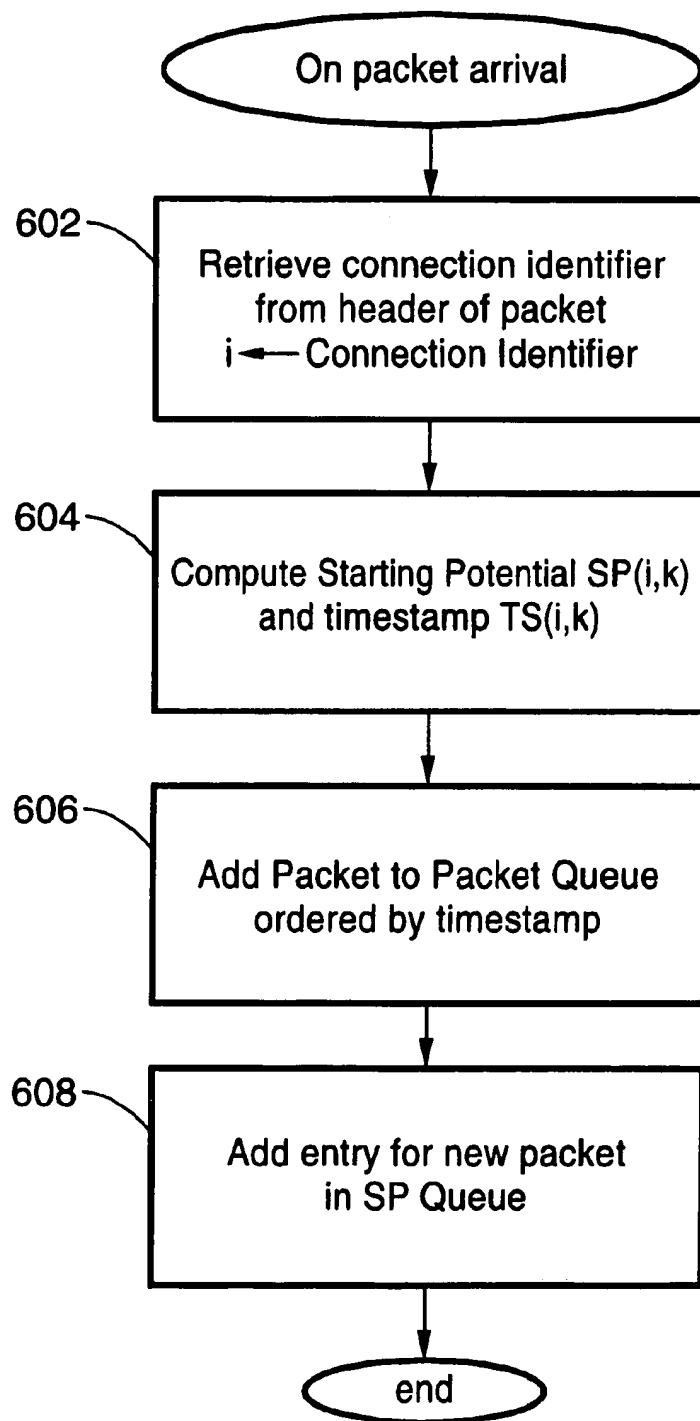 On packet arrival
602
Retrieve connection identifier
from header of packet
i ← Connection Identifier
604
Compute Starting Potential SP(i,k)
and timestamp TS(i,k)
606
Add Packet to Packet Queue
ordered by timestamp
608
Add entry for new packet
in SP Queue
end